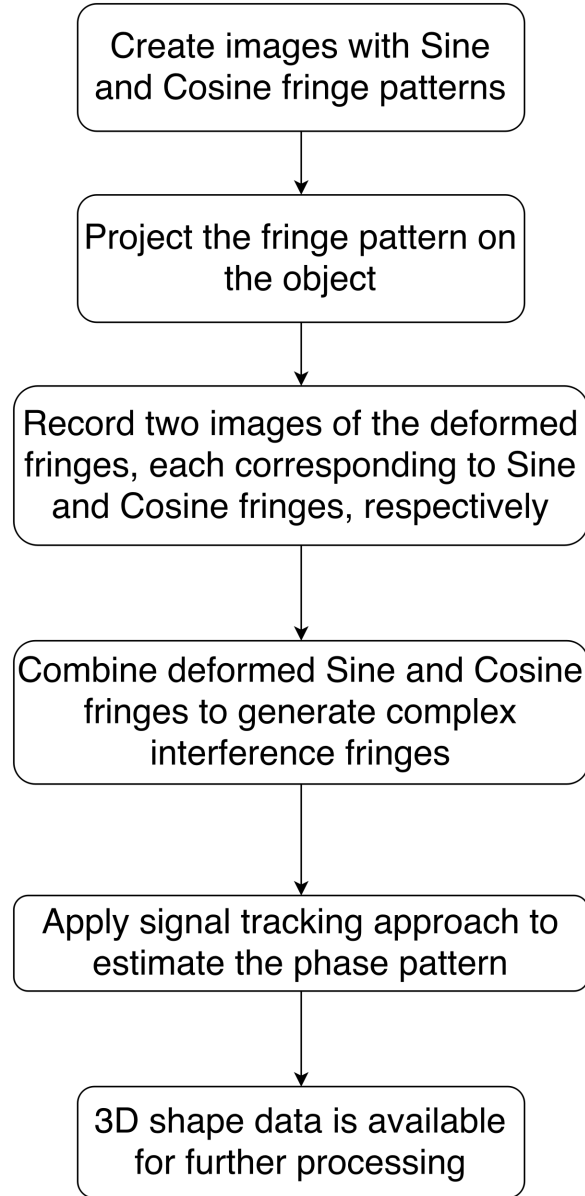 Create images with Sine
and Cosine fringe patterns
Project the fringe pattern on
the object
Record two images of the deformed
fringes, each corresponding to Sine
and Cosine fringes, respectively
Combine deformed Sine and Cosine
fringes to generate complex
interference fringes
Apply signal tracking approach to
estimate the phase pattern
3D shape data is available
for further processing